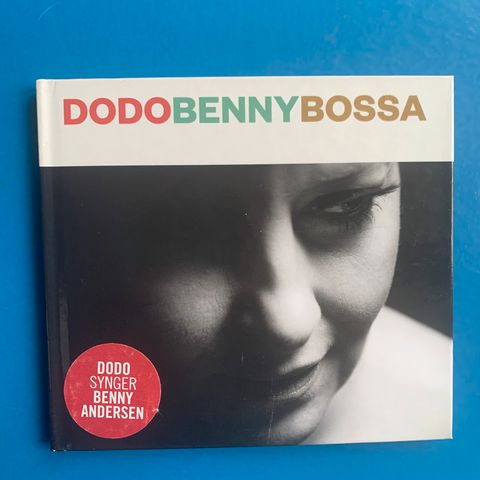 DODOBENNYBOSSA
DODO
SYNGER
BENNY
ANDERSEN